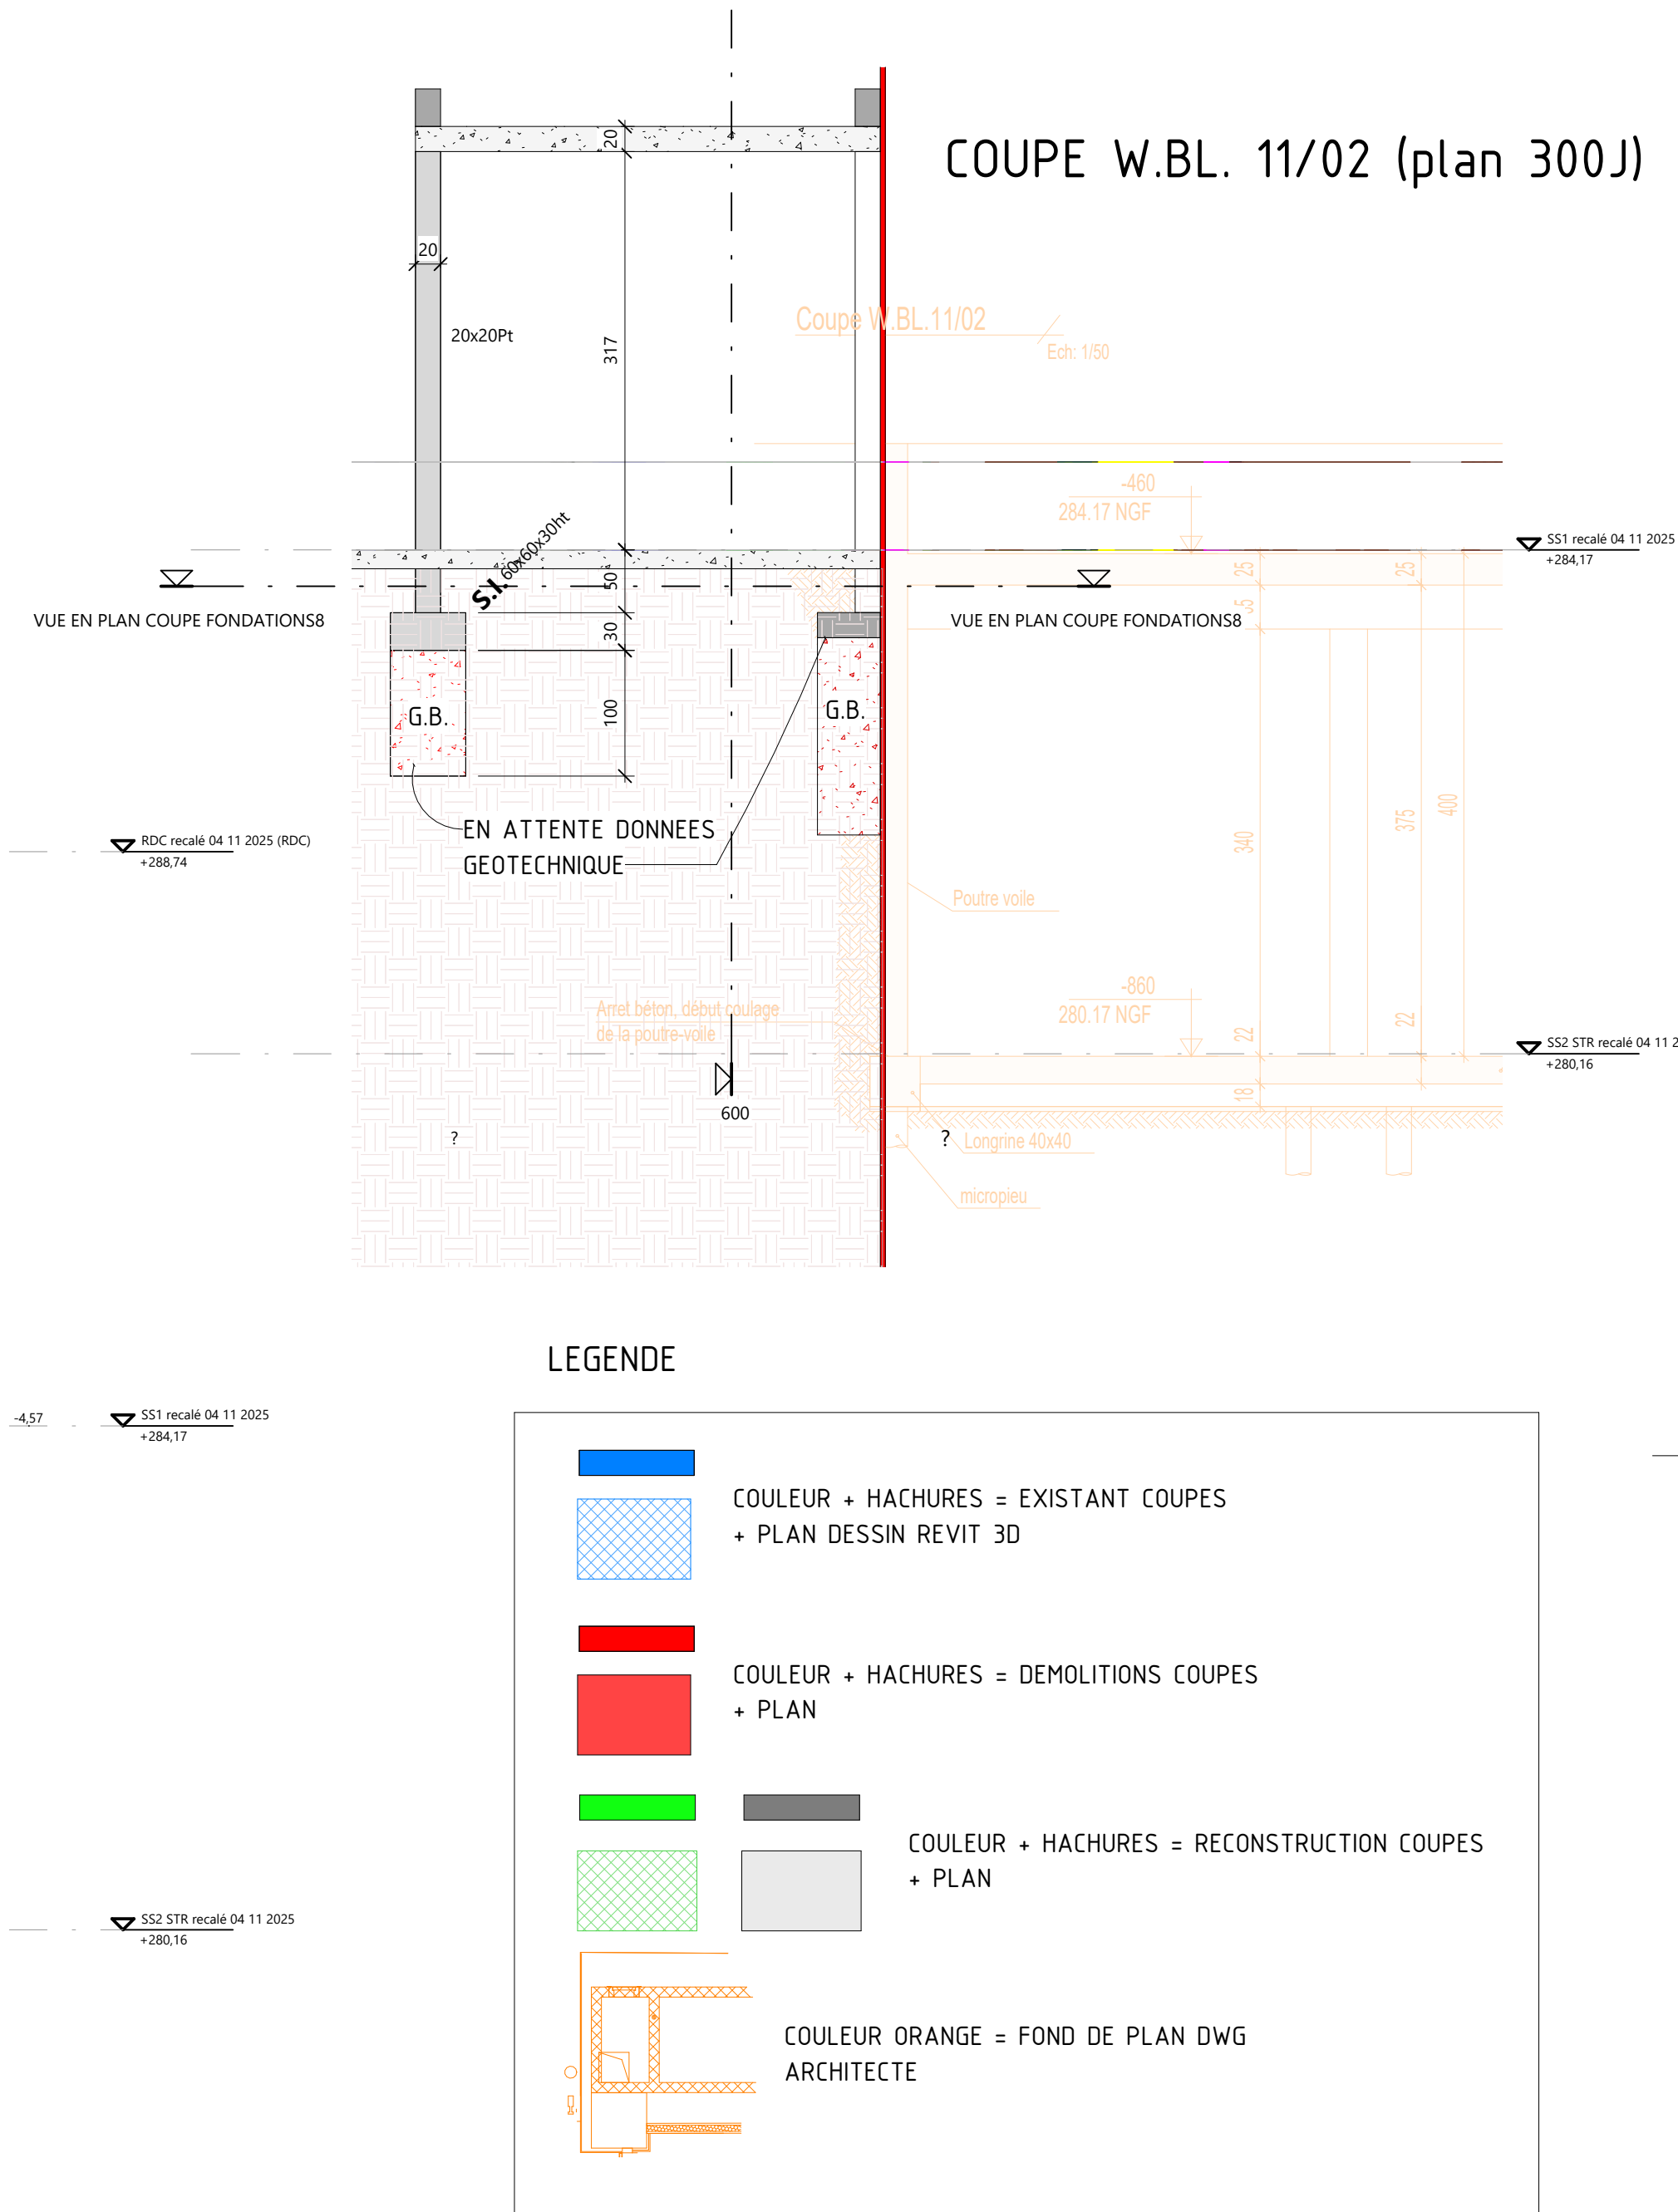 COUPE W.BL. 11/02 (plan 300J)
20
20
20x20Pt
317
Coupe W.BL.11/02
Ech: 1/50
-460
284.17 NGF
SS1 recalé 04 11 2025
+284,17
S.I. 60x60x30ht
50
25
25
VUE EN PLAN COUPE FONDATIONS8
VUE EN PLAN COUPE FONDATIONS8
30
G.B.
100
G.B.
EN ATTENTE DONNEES
GEOTECHNIQUE
RDC recalé 04 11 2025 (RDC)
+288,74
340
375
400
Poutre voile
-860
280.17 NGF
Arret béton, début coulage
de la poutre-voile
22
22
SS2 STR recalé 04 11 2
+280,16
18
600
?
?
Longrine 40x40
micropieu
LEGENDE
-4,57
SS1 recalé 04 11 2025
+284,17
COULEUR + HACHURES = EXISTANT COUPES
+ PLAN DESSIN REVIT 3D
COULEUR + HACHURES = DEMOLITIONS COUPES
+ PLAN
COULEUR + HACHURES = RECONSTRUCTION COUPES
+ PLAN
SS2 STR recalé 04 11 2025
+280,16
COULEUR ORANGE = FOND DE PLAN DWG
ARCHITECTE